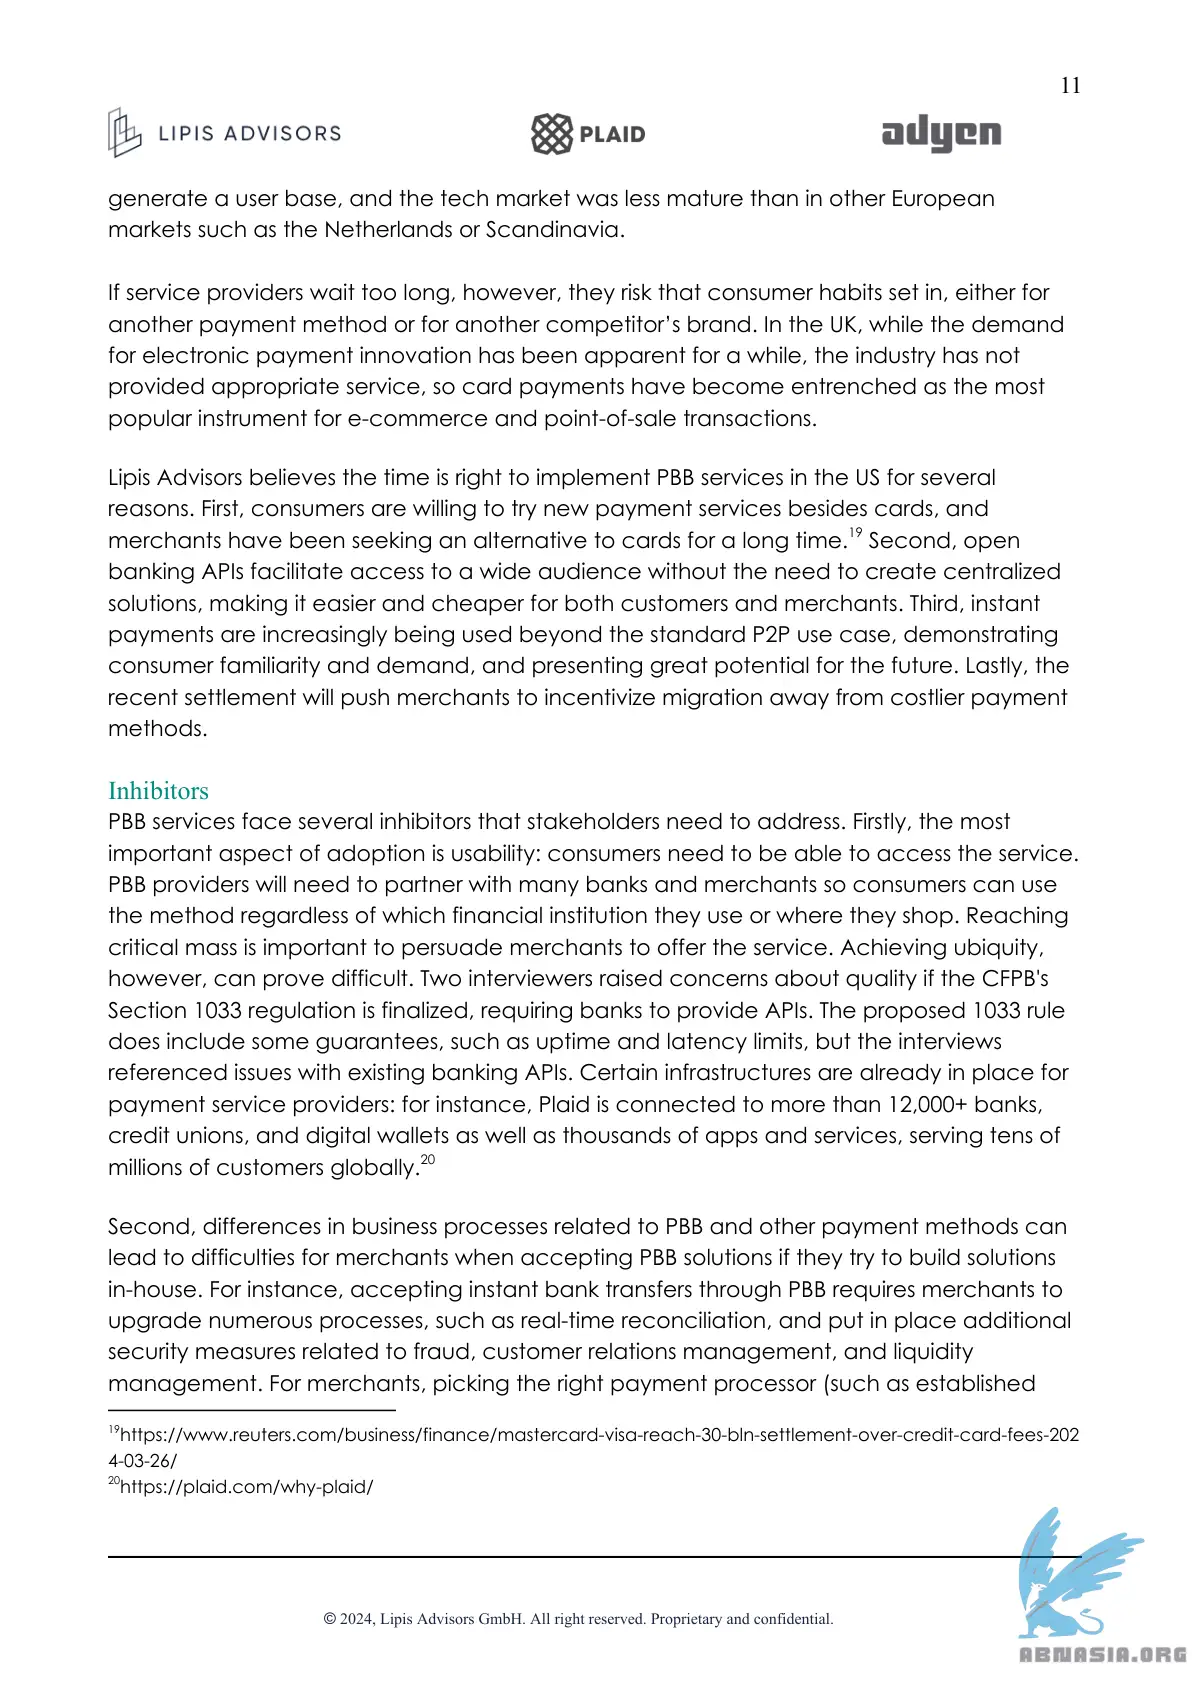 11
LIPIS ADVISORS
PLAID
adyen
generate a user base, and the tech market was less mature than in other European
markets such as the Netherlands or Scandinavia.
If service providers wait too long, however, they risk that consumer habits set in, either for
another payment method or for another competitor’s brand. In the UK, while the demand
for electronic payment innovation has been apparent for a while, the industry has not
provided appropriate service, so card payments have become entrenched as the most
popular instrument for e-commerce and point-of-sale transactions.
Lipis Advisors believes the time is right to implement PBB services in the US for several
reasons. First, consumers are willing to try new payment services besides cards, and
merchants have been seeking an alternative to cards for a long time.19 Second, open
banking APIs facilitate access to a wide audience without the need to create centralized
solutions, making it easier and cheaper for both customers and merchants. Third, instant
payments are increasingly being used beyond the standard P2P use case, demonstrating
consumer familiarity and demand, and presenting great potential for the future. Lastly, the
recent settlement will push merchants to incentivize migration away from costlier payment
methods.
Inhibitors
PBB services face several inhibitors that stakeholders need to address. Firstly, the most
important aspect of adoption is usability: consumers need to be able to access the service.
PBB providers will need to partner with many banks and merchants so consumers can use
the method regardless of which financial institution they use or where they shop. Reaching
critical mass is important to persuade merchants to offer the service. Achieving ubiquity,
however, can prove difficult. Two interviewers raised concerns about quality if the CFPB's
Section 1033 regulation is finalized, requiring banks to provide APIs. The proposed 1033 rule
does include some guarantees, such as uptime and latency limits, but the interviews
referenced issues with existing banking APIs. Certain infrastructures are already in place for
payment service providers: for instance, Plaid is connected to more than 12,000+ banks,
credit unions, and digital wallets as well as thousands of apps and services, serving tens of
millions of customers globally.20
Second, differences in business processes related to PBB and other payment methods can
lead to difficulties for merchants when accepting PBB solutions if they try to build solutions
in-house. For instance, accepting instant bank transfers through PBB requires merchants to
upgrade numerous processes, such as real-time reconciliation, and put in place additional
security measures related to fraud, customer relations management, and liquidity
management. For merchants, picking the right payment processor (such as established
19https://www.reuters.com/business/finance/mastercard-visa-reach-30-bln-settlement-over-credit-card-fees-202
4-03-26/
20https://plaid.com/why-plaid/
© 2024, Lipis Advisors GmbH. All right reserved. Proprietary and confidential.
ABNASIA.ORG